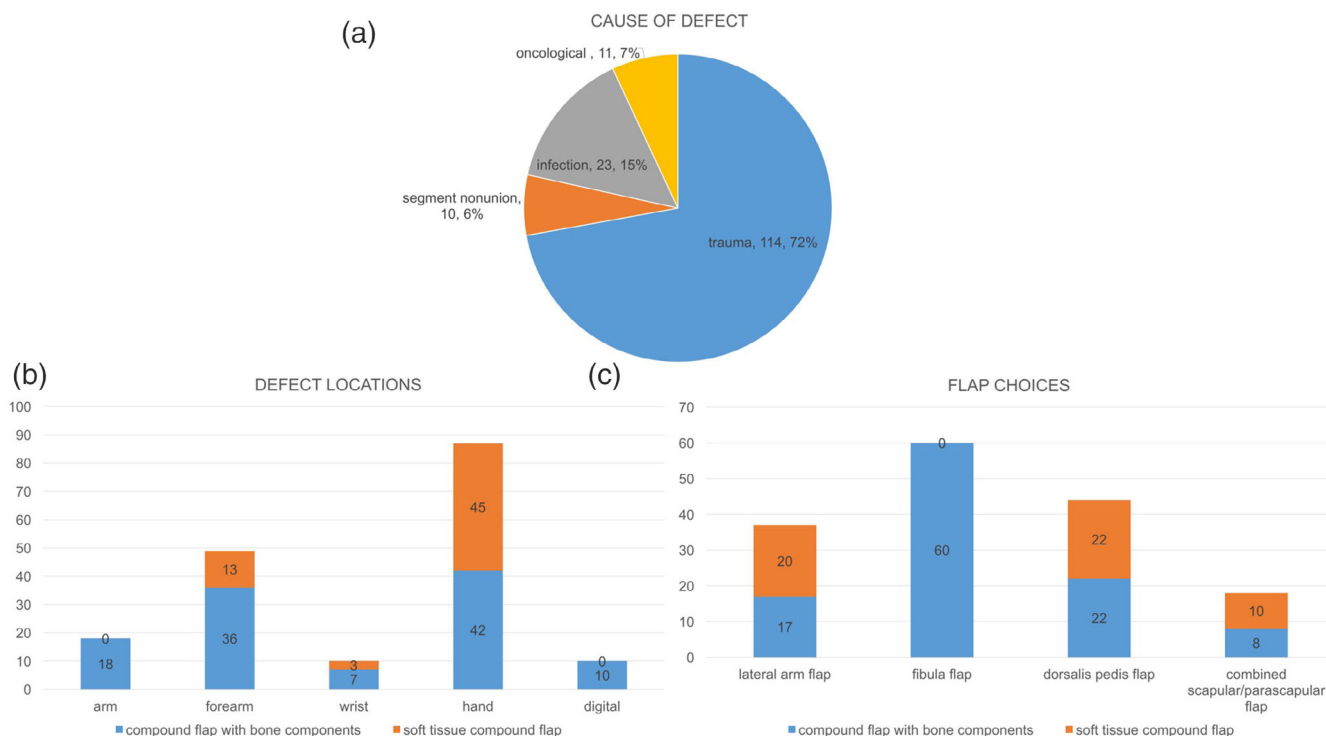 (a)
CAUSE OF DEFECT
oncological , 11, 7%
infection, 23, 15%
segment nonunion,
10, 6%
trauma, 114, 72%
(b)
DEFECT LOCATIONS
100
90
80
70
60
50
40
30
20
10
0
0
18
13
36
3
7
45
42
0
10
arm forearm wrist hand digital
compound flap with bone components soft tissue compound flap
(c)
FLAP CHOICES
70
60
50
40
30
20
10
0
20
17
0
60
22
22
10
8
lateral arm flap fibula flap dorsalis pedis flap combined
scapular/parascapular
flap
compound flap with bone components soft tissue compound flap